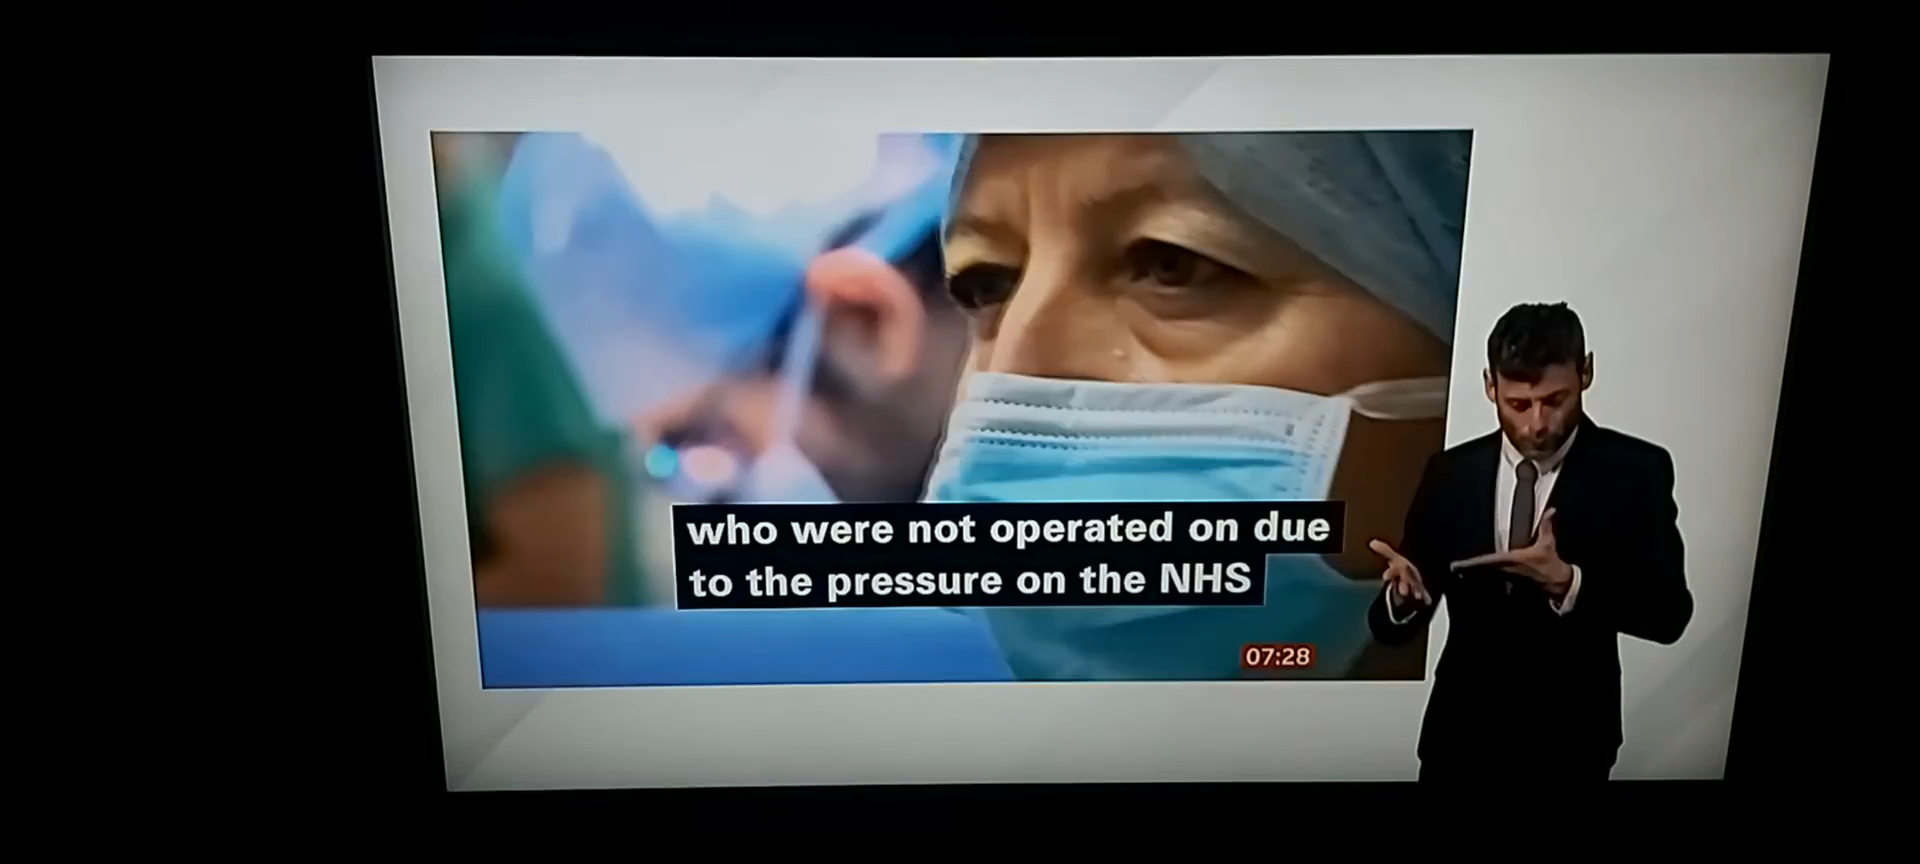 who were not operated on due
to the pressure on the NHS
07:28